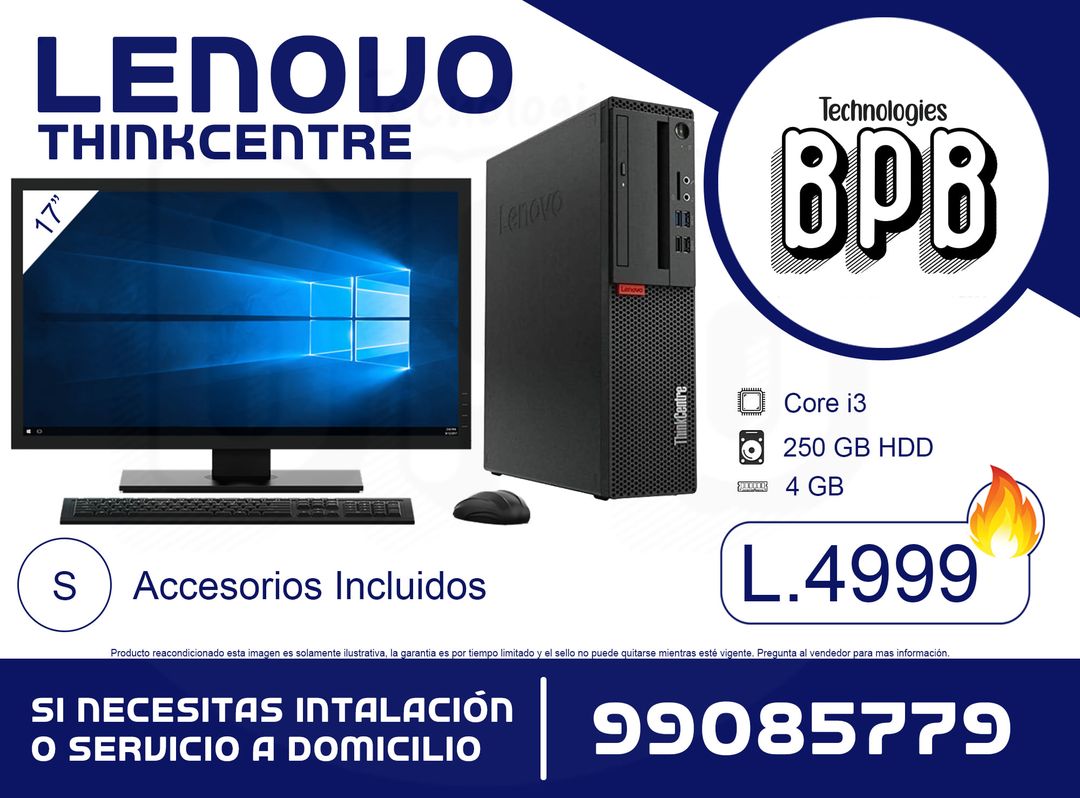 LENOVO
THINKCENTRE
Technologies
BPB
17”
Lenovo
Lenovo
ThinkCentre
Core i3
250 GB HDD
4 GB
L.4999
S
Accesorios Incluidos
Producto reacondicionado esta imagen es solamente ilustrativa, la garantia es por tiempo limitado y el sello no puede quitarse mientras esté vigente. Pregunta al vendedor para mas información.
SI NECESITAS INTALACIÓN
O SERVICIO A DOMICILIO
99085779